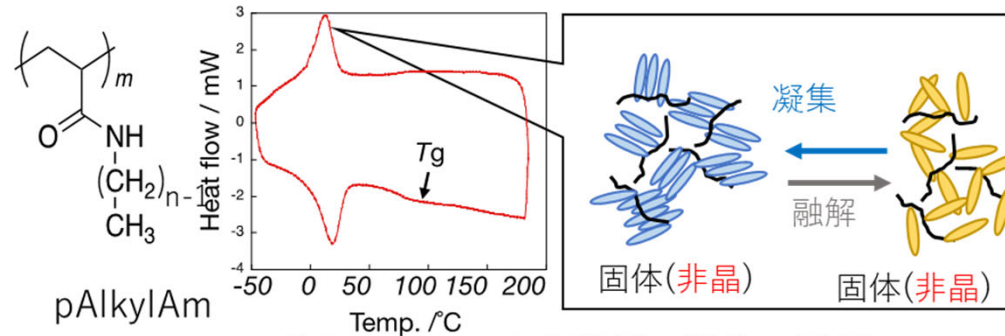 m
O
NH
(CH2)n-1
CH3
pAlkylAm
Heat flow / mW
3
2
1
0
-1
-2
-3
-4
Tg
-50
0
50
100
150
200
Temp. /°C
凝集
融解
固体(非晶)
固体(非晶)